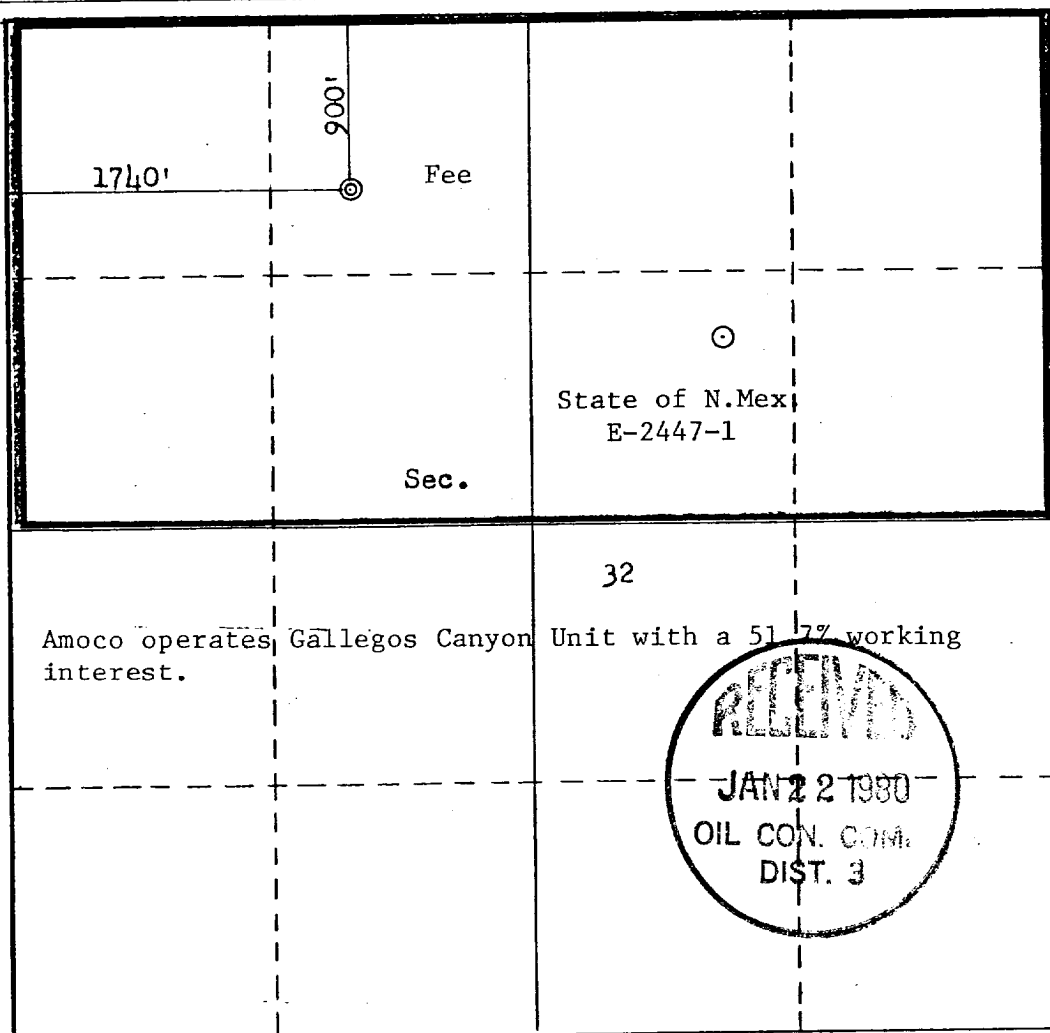 900'
1740'
Fee
State of N.Mex.
E-2447-1
Sec.
32
Amoco operates Gallegos Canyon Unit with a 51.7% working
interest.
RECEIVED
JAN 22 1980
OIL CON. COM.
DIST. 3